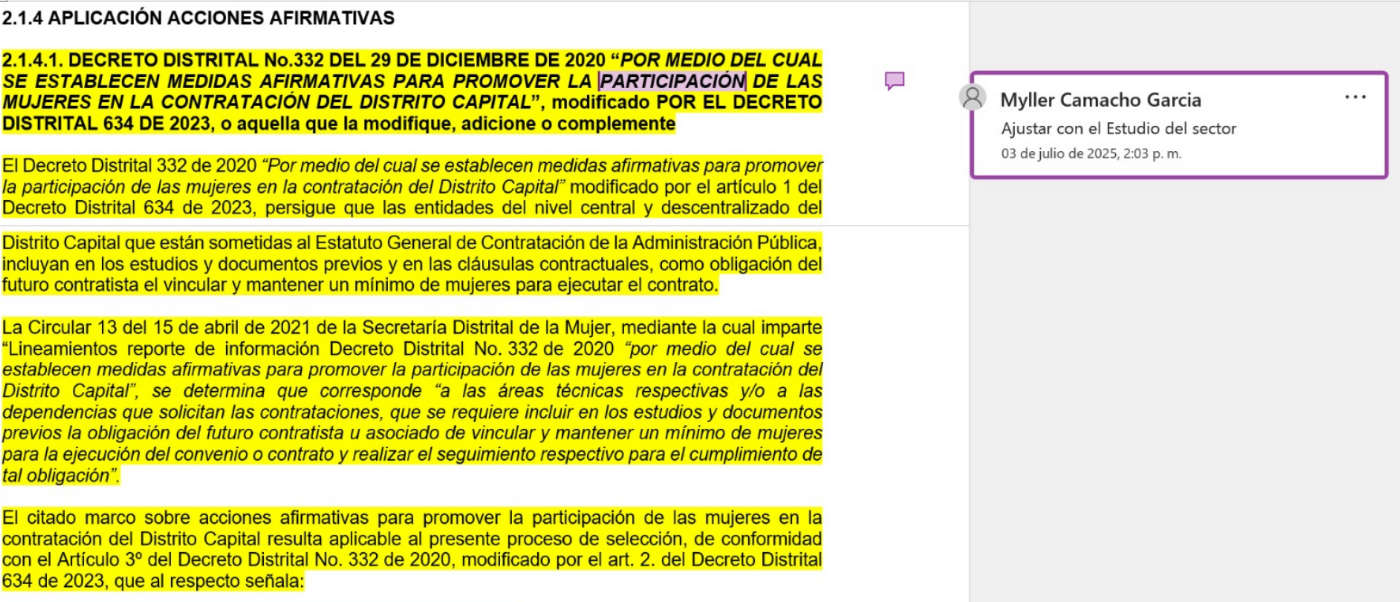 2.1.4 APLICACIÓN ACCIONES AFIRMATIVAS
2.1.4.1. DECRETO DISTRITAL No.332 DEL 29 DE DICIEMBRE DE 2020 “POR MEDIO DEL CUAL
SE ESTABLECEN MEDIDAS AFIRMATIVAS PARA PROMOVER LA PARTICIPACIÓN DE LAS
MUJERES EN LA CONTRATACIÓN DEL DISTRITO CAPITAL”, modificado POR EL DECRETO
DISTRITAL 634 DE 2023, o aquella que la modifique, adicione o complemente
El Decreto Distrital 332 de 2020 “Por medio del cual se establecen medidas afirmativas para promover
la participación de las mujeres en la contratación del Distrito Capital” modificado por el artículo 1 del
Decreto Distrital 634 de 2023, persigue que las entidades del nivel central y descentralizado del
Distrito Capital que están sometidas al Estatuto General de Contratación de la Administración Pública,
incluyan en los estudios y documentos previos y en las cláusulas contractuales, como obligación del
futuro contratista el vincular y mantener un mínimo de mujeres para ejecutar el contrato.
La Circular 13 del 15 de abril de 2021 de la Secretaría Distrital de la Mujer, mediante la cual imparte
“Lineamientos reporte de información Decreto Distrital No. 332 de 2020 “por medio del cual se
establecen medidas afirmativas para promover la participación de las mujeres en la contratación del
Distrito Capital”, se determina que corresponde “a las áreas técnicas respectivas y/o a las
dependencias que solicitan las contrataciones, que se requiere incluir en los estudios y documentos
previos la obligación del futuro contratista u asociado de vincular y mantener un mínimo de mujeres
para la ejecución del convenio o contrato y realizar el seguimiento respectivo para el cumplimiento de
tal obligación”.
El citado marco sobre acciones afirmativas para promover la participación de las mujeres en la
contratación del Distrito Capital resulta aplicable al presente proceso de selección, de conformidad
con el Artículo 3º del Decreto Distrital No. 332 de 2020, modificado por el art. 2. del Decreto Distrital
634 de 2023, que al respecto señala:
Myller Camacho Garcia
Ajustar con el Estudio del sector
03 de julio de 2025, 2:03 p. m.